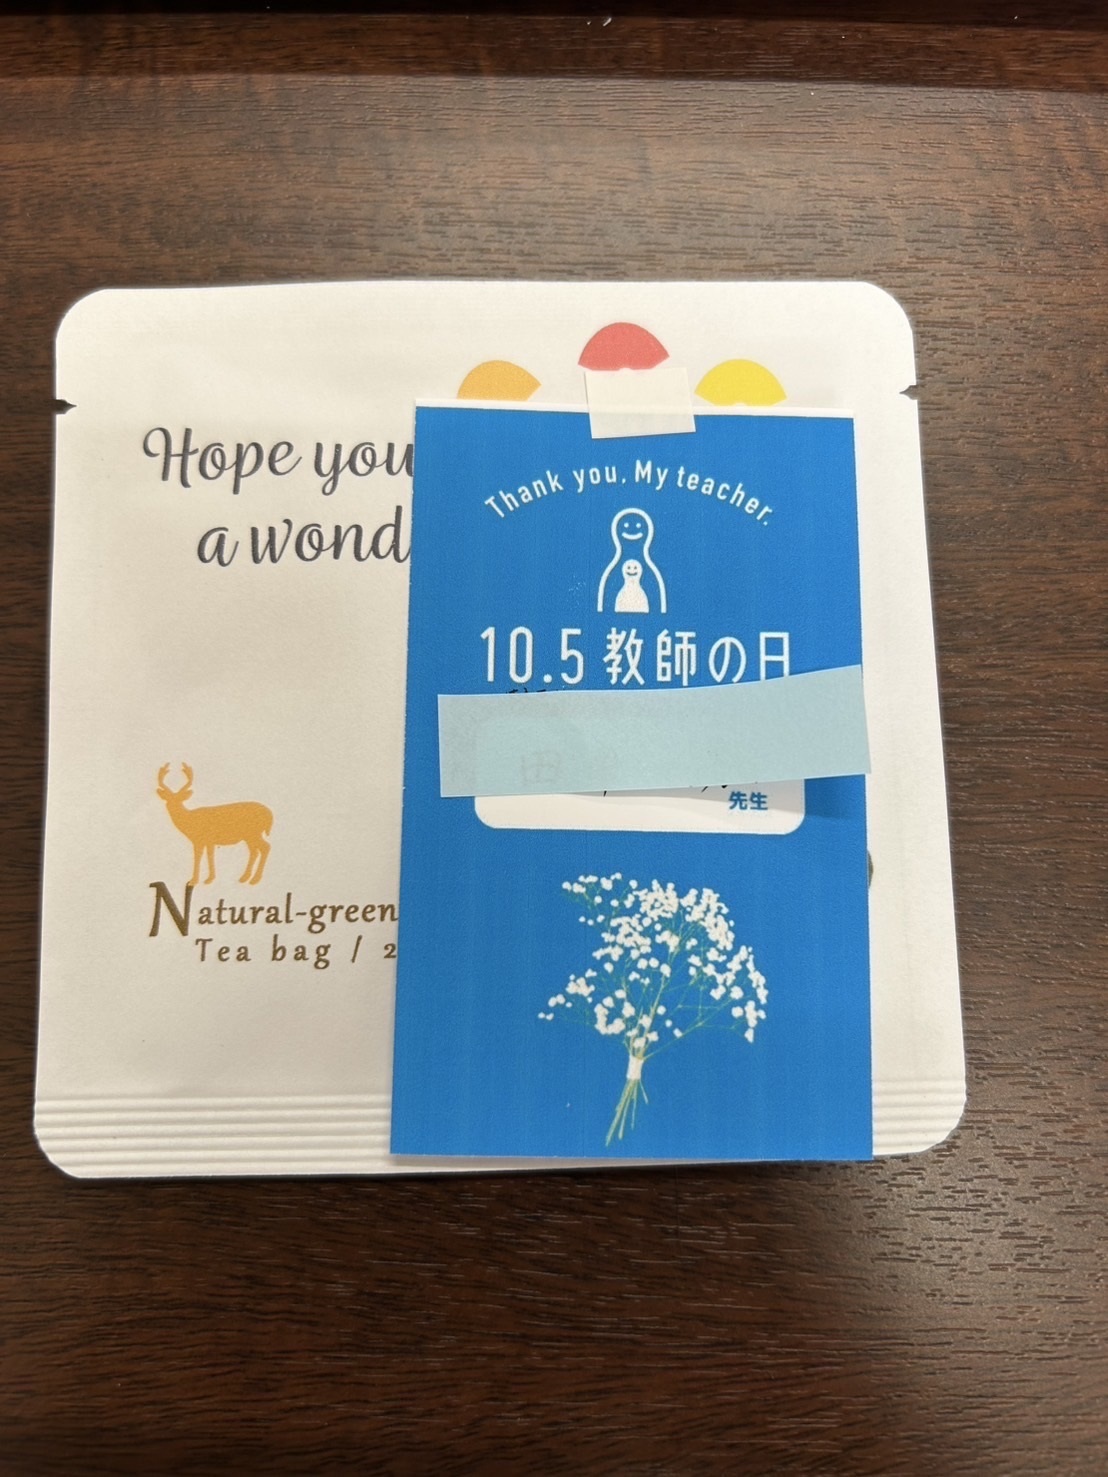 Hope you
a wond
Natural-green
Tea bag / 2
Thank you, My teacher.
10.5 教師の日
先生